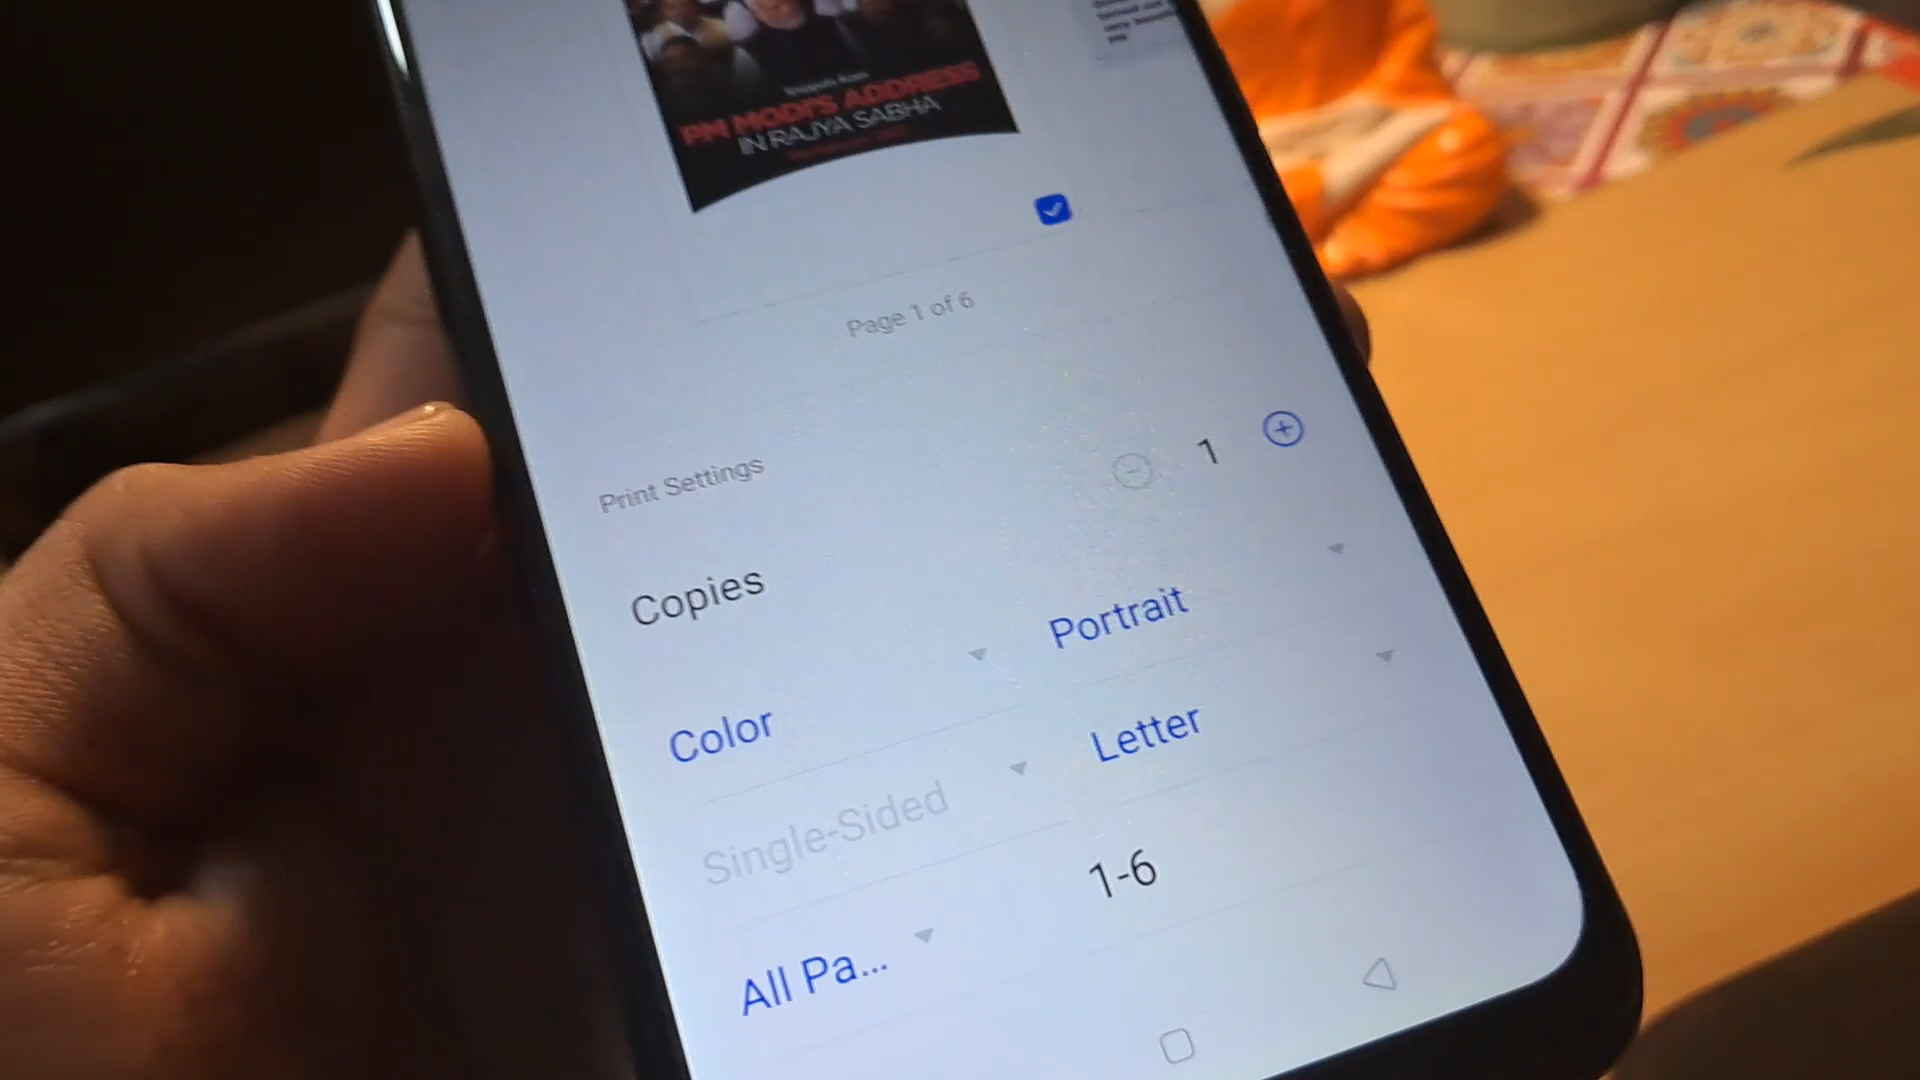 PM MODI'S ADDRESS
IN RAJYA SABHA
Page 1 of 6
Print Settings
Copies
1
Color
Portrait
Single-Sided
Letter
All Pa...
1-6